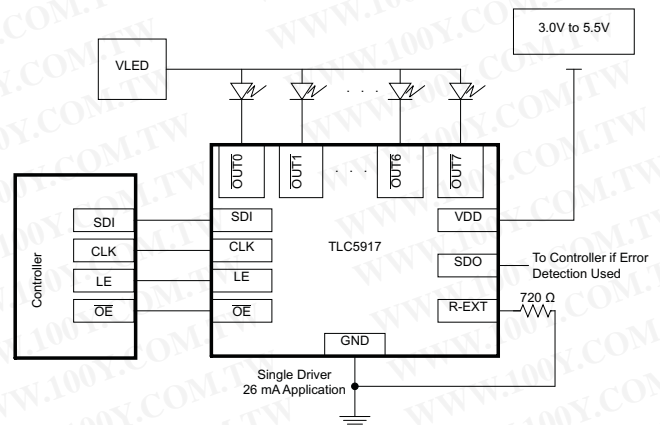 3.0V to 5.5V
VLED
. . .
OUT0
OUT1
. . .
OUT6
OUT7
SDI
SDI
VDD
CLK
CLK
TLC5917
Controller
SDO
To Controller if Error
Detection Used
LE
LE
OE
OE
R-EXT
720 Ω
GND
Single Driver
26 mA Application
WWW.100Y.COM.TW